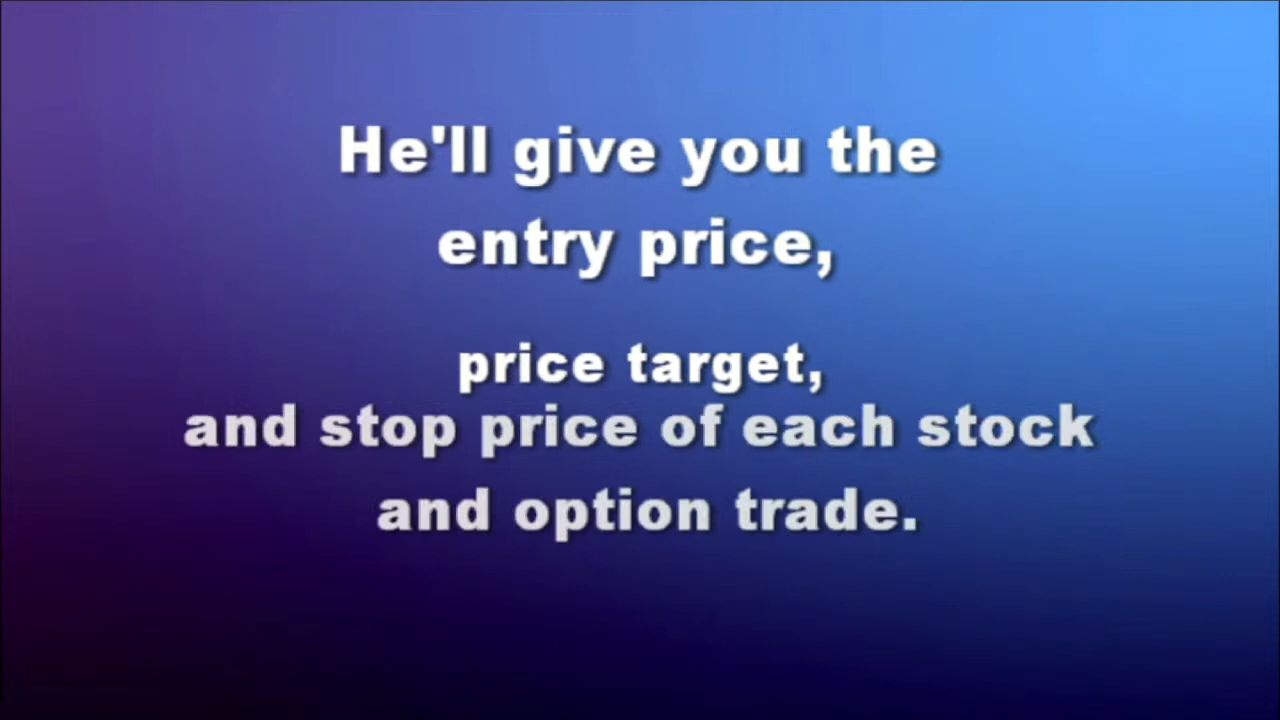 He'll give you the
entry price,
price target,
and stop price of each stock
and option trade.